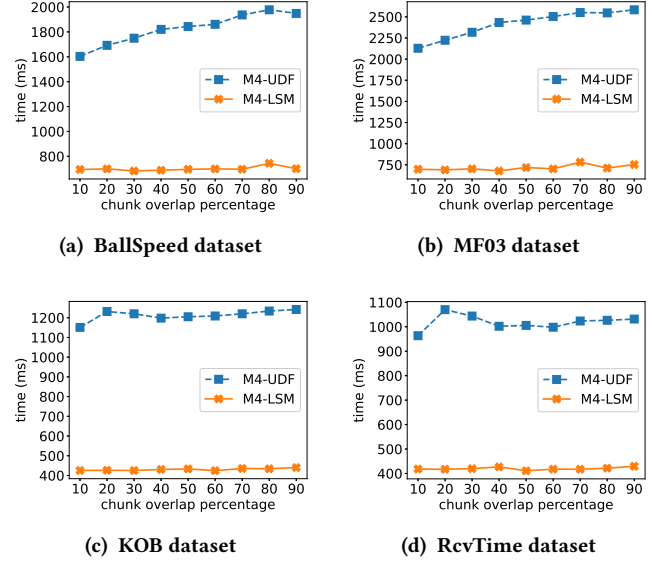 2000
1800
1600
1400
1200
1000
800
time (ms)
M4-UDF
M4-LSM
10 20 30 40 50 60 70 80 90
chunk overlap percentage
(a) BallSpeed dataset
2500
2250
2000
1750
1500
1250
1000
750
time (ms)
M4-UDF
M4-LSM
10 20 30 40 50 60 70 80 90
chunk overlap percentage
(b) MF03 dataset
1200
1100
1000
900
800
700
600
500
400
time (ms)
M4-UDF
M4-LSM
10 20 30 40 50 60 70 80 90
chunk overlap percentage
(c) KOB dataset
1100
1000
900
800
700
600
500
400
time (ms)
M4-UDF
M4-LSM
10 20 30 40 50 60 70 80 90
chunk overlap percentage
(d) RcvTime dataset